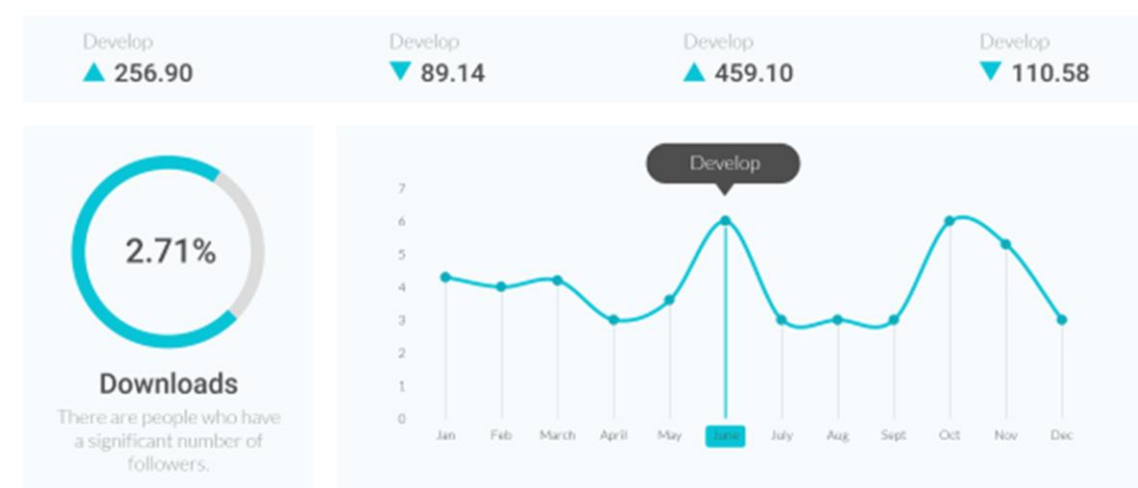 Develop
▲ 256.90
Develop
▼ 89.14
Develop
▲ 459.10
Develop
▼ 110.58
2.71%
Downloads
There are people who have
a significant number of
followers.
Develop
7
6
5
4
3
2
1
0
Jan Feb March April May June July Aug Sept Oct Nov Dec